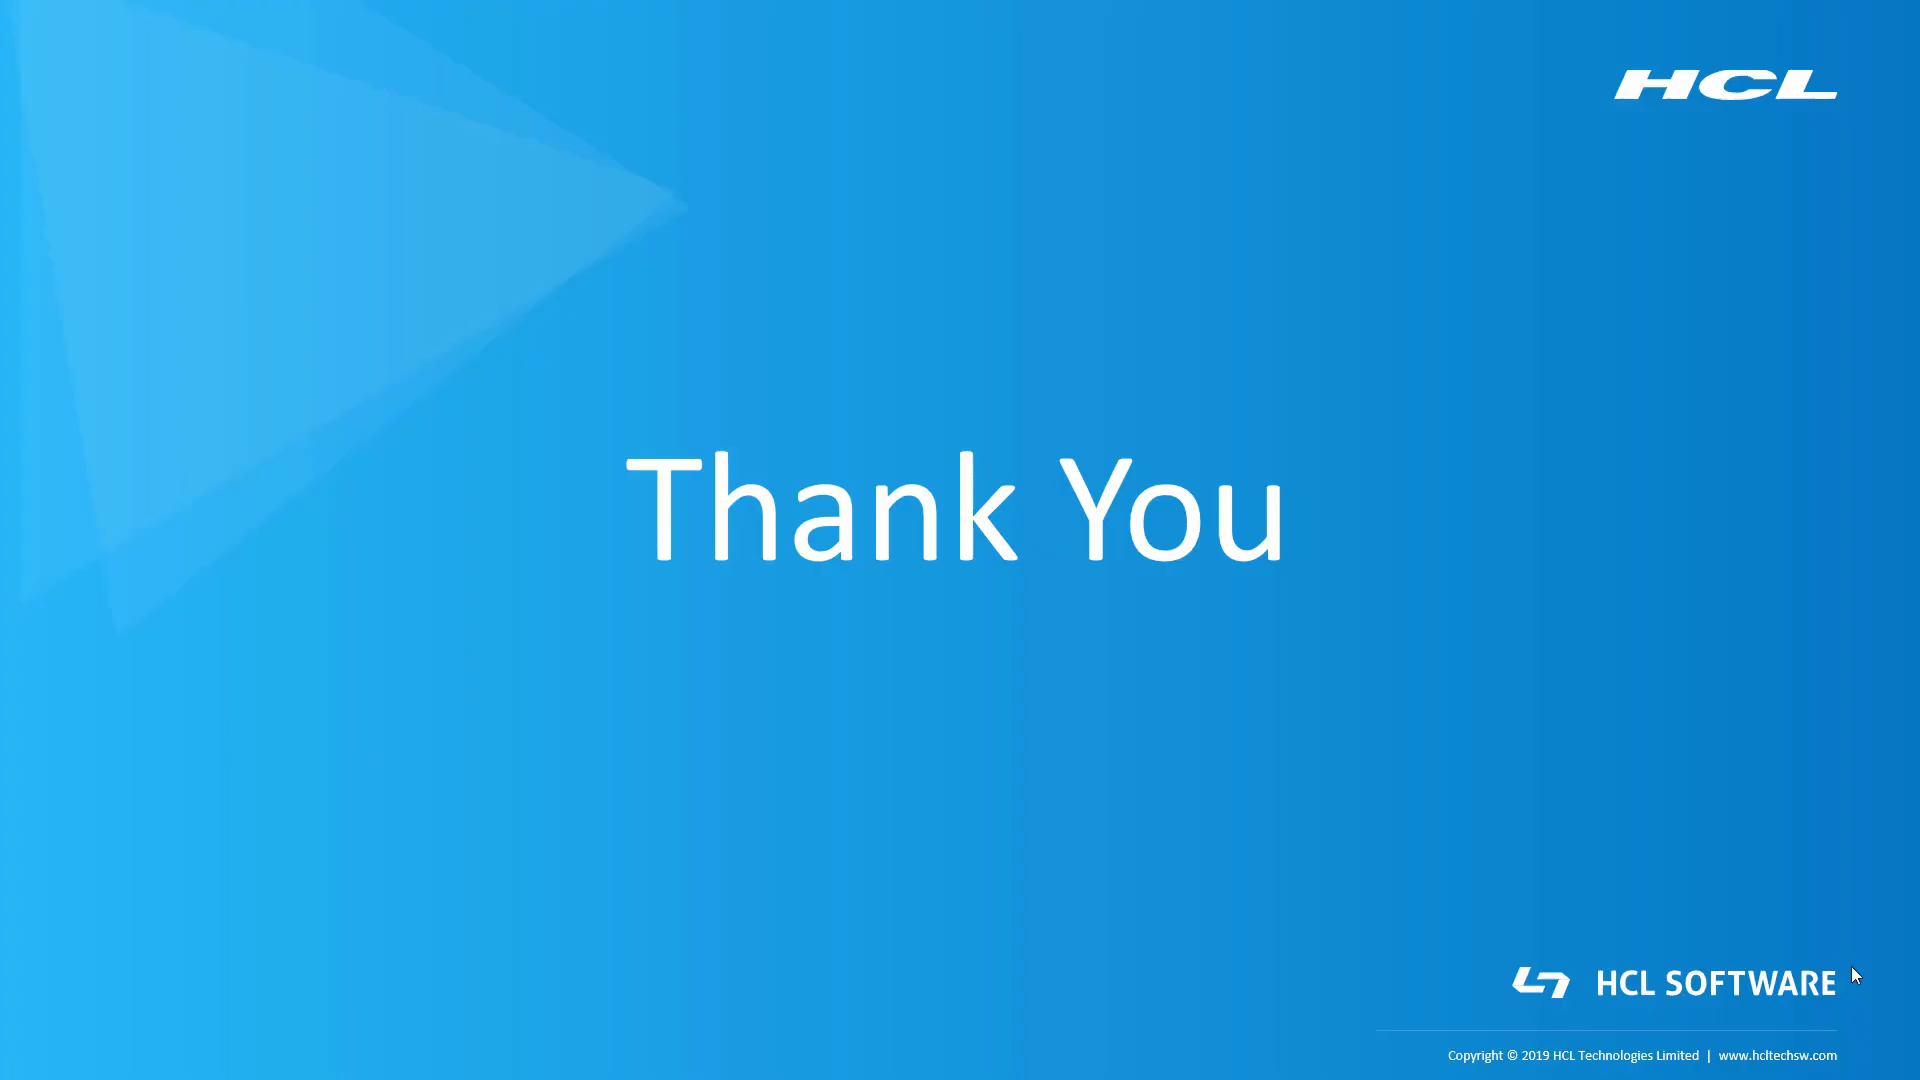 HCL
Thank You
HCL SOFTWARE
Copyright © 2019 HCL Technologies Limited | www.hcltechsw.com